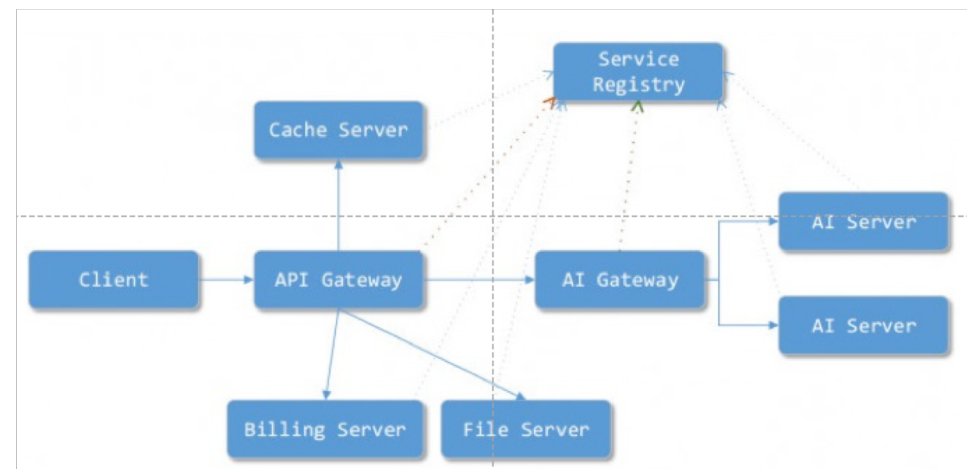 Service
Registry
Cache Server
AI Server
Client
API Gateway
AI Gateway
AI Server
Billing Server
File Server